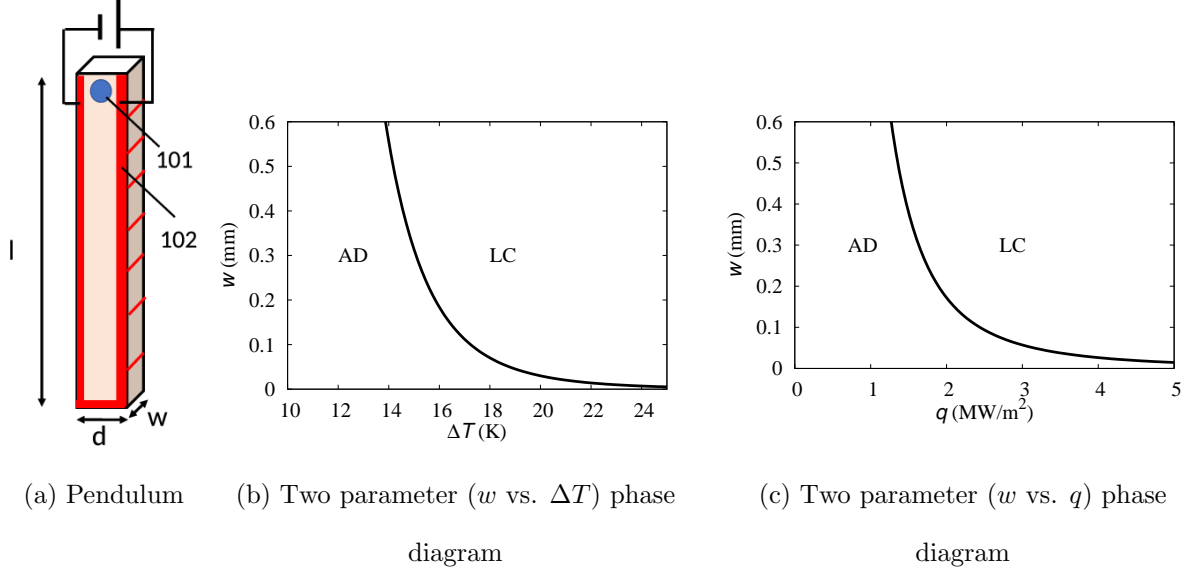 l
101
102
d
w
0.6
0.5
0.4
0.3
0.2
0.1
0
w (mm)
AD
LC
10 12 14 16 18 20 22 24
ΔT (K)
0.6
0.5
0.4
0.3
0.2
0.1
0
w (mm)
AD
LC
0 1 2 3 4 5
q (MW/m²)
(a) Pendulum
(b) Two parameter (w vs. ΔT) phase
diagram
(c) Two parameter (w vs. q) phase
diagram